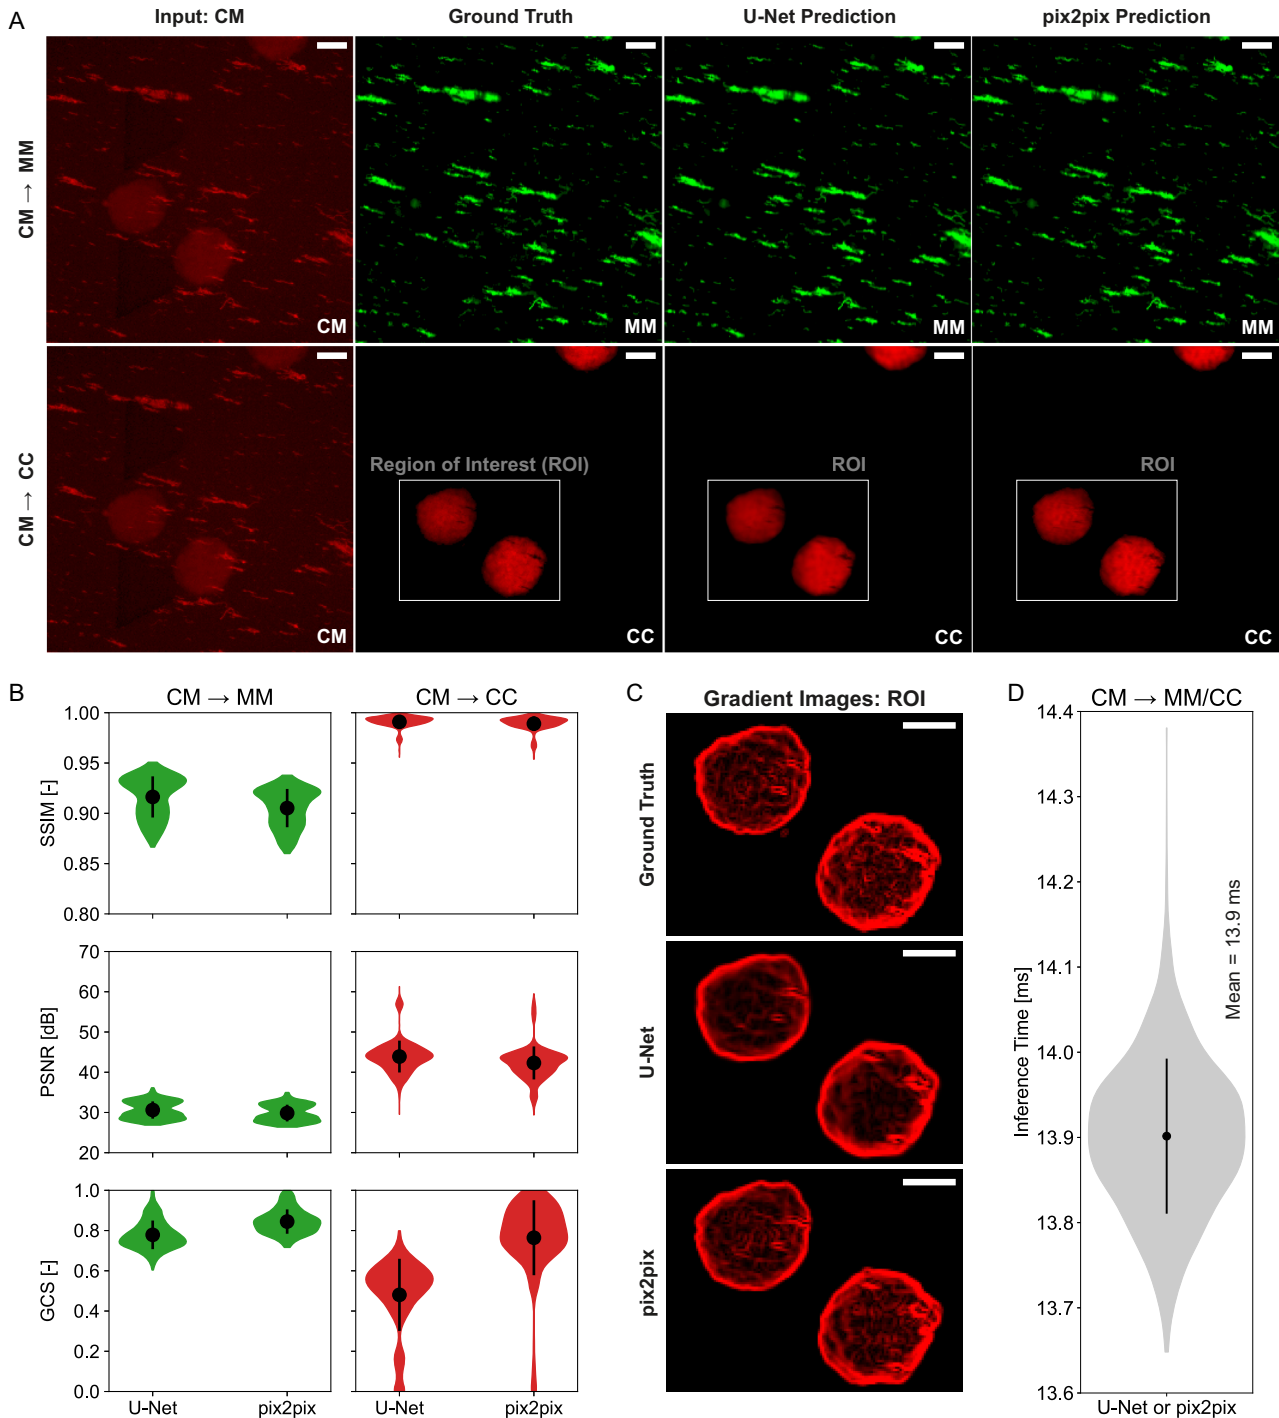 A
Input: CM
Ground Truth
U-Net Prediction
pix2pix Prediction
CM → MM
CM
MM
MM
MM
CM → CC
Region of Interest (ROI)
ROI
ROI
CM
CC
CC
CC
B
CM → MM
CM → CC
SSIM [-]
1.00
0.95
0.90
0.85
0.80
PSNR [dB]
70
60
50
40
30
20
GCS [-]
1.0
0.8
0.6
0.4
0.2
0.0
U-Net
pix2pix
U-Net
pix2pix
C
Gradient Images: ROI
Ground Truth
U-Net
pix2pix
D
CM → MM/CC
Inference Time [ms]
14.4
14.3
14.2
14.1
14.0
13.9
13.8
13.7
13.6
Mean = 13.9 ms
U-Net or pix2pix